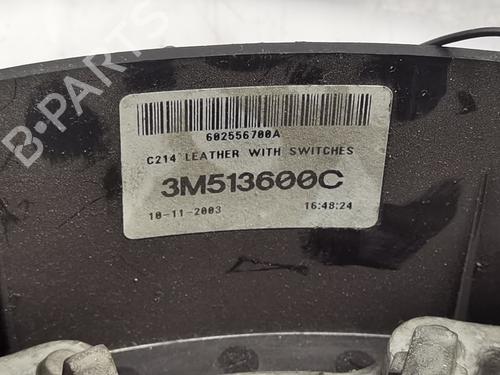 B-PARTS
602556700A
C214 LEATHER WITH SWITCHES
3M513600C
10-11-2003 16:48:24